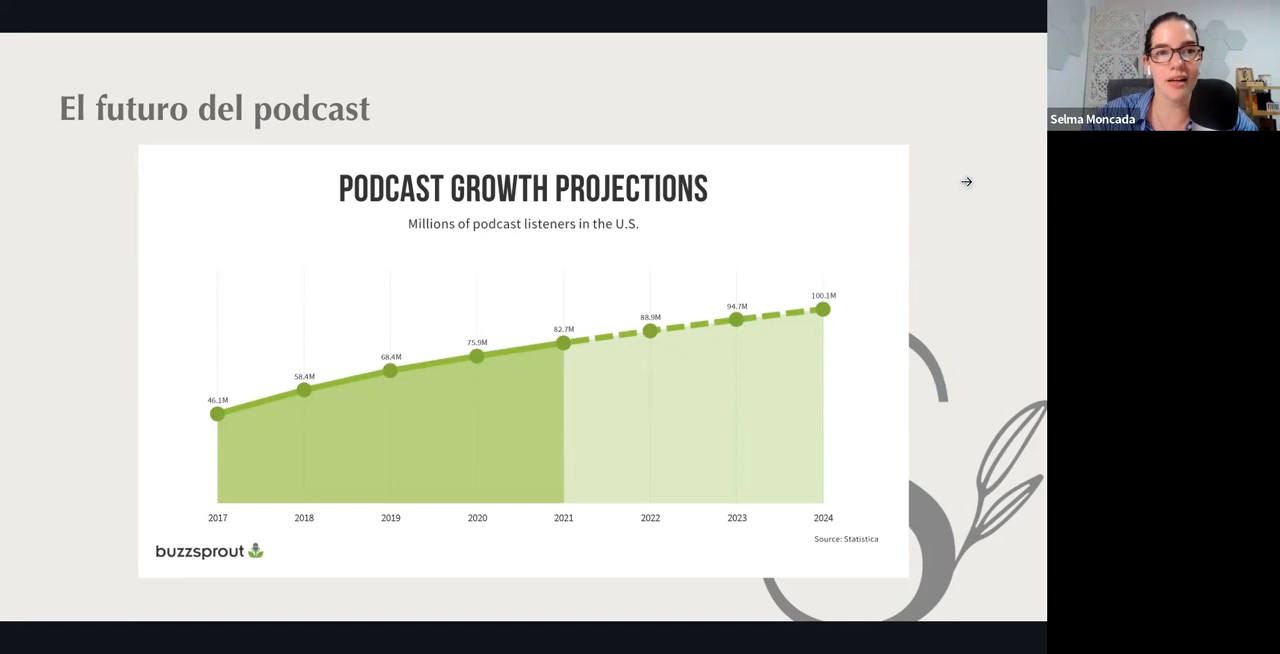 El futuro del podcast
PODCAST GROWTH PROJECTIONS
Millions of podcast listeners in the U.S.
46.1M
58.4M
68.4M
75.9M
82.7M
88.9M
94.7M
100.1M
2017 2018 2019 2020 2021 2022 2023 2024
Source: Statistica
buzzsprout
Selma Moncada